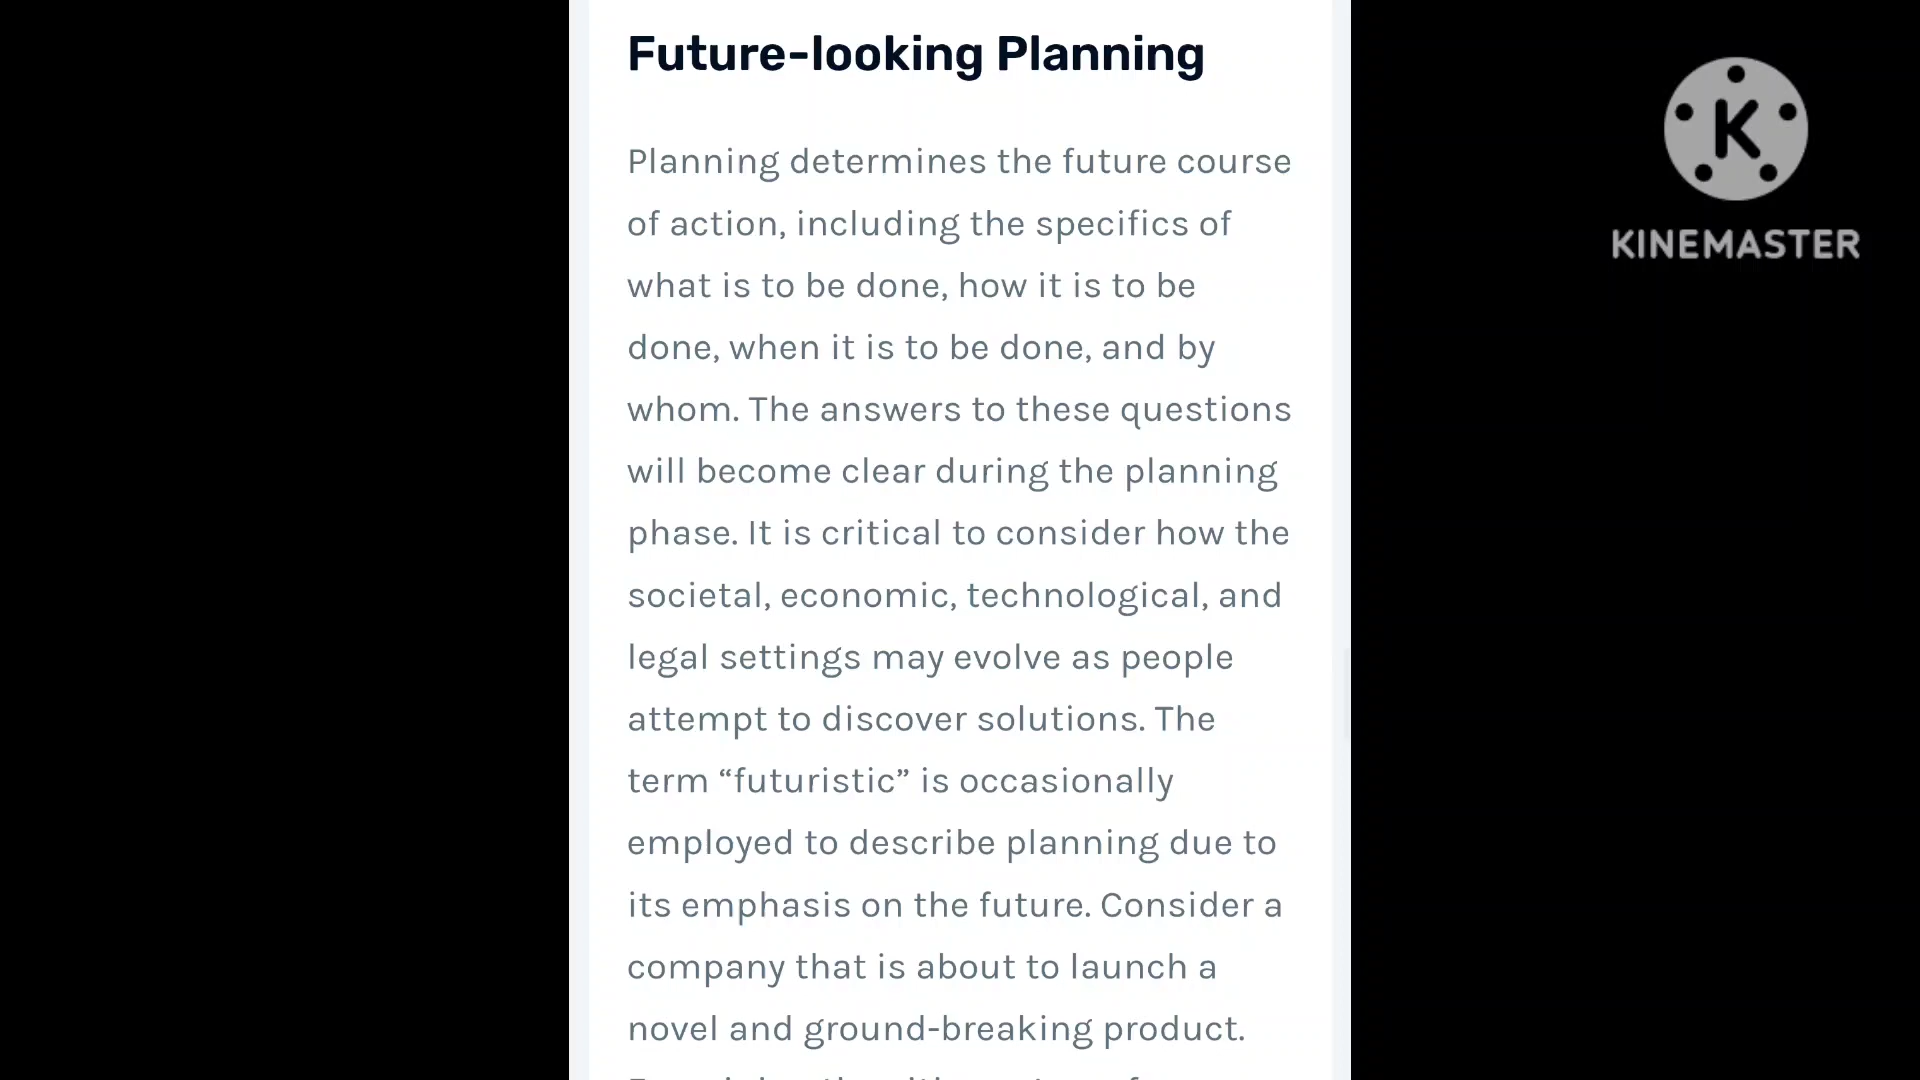 Future-looking Planning
Planning determines the future course
of action, including the specifics of
what is to be done, how it is to be
done, when it is to be done, and by
whom. The answers to these questions
will become clear during the planning
phase. It is critical to consider how the
societal, economic, technological, and
legal settings may evolve as people
attempt to discover solutions. The
term “futuristic” is occasionally
employed to describe planning due to
its emphasis on the future. Consider a
company that is about to launch a
novel and ground-breaking product.
K
KINEMASTER